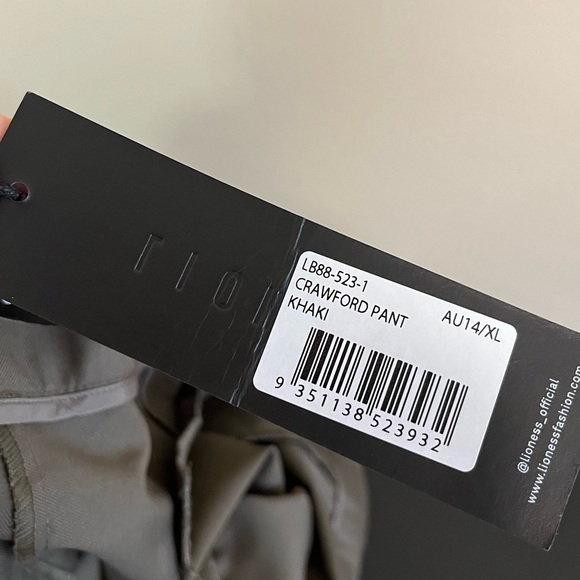 LB88-523-1
CRAWFORD PANT AU14/XL
KHAKI
9 351138 523932
@lioness_official
www.lionessfashion.com